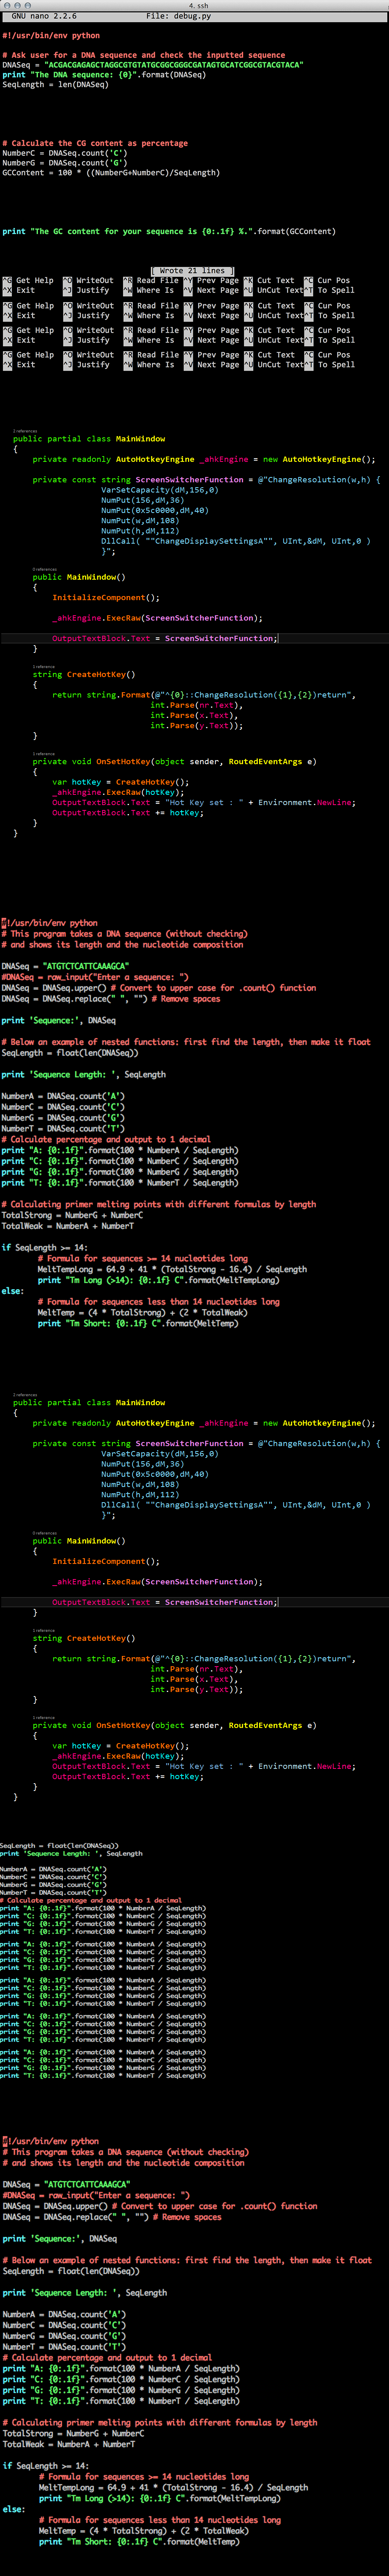 4. ssh
GNU nano 2.2.6 File: debug.py
#!/usr/bin/env python
# Ask user for a DNA sequence and check the inputted sequence
DNASeq = "ACGACGAGAGCTAGGCGTGTATGCGGCGGGCGATAGTGCATCGGCGTACGTACA"
print "The DNA sequence: {0}".format(DNASeq)
SeqLength = len(DNASeq)
# Calculate the CG content as percentage
NumberC = DNASeq.count('C')
NumberG = DNASeq.count('G')
GCContent = 100 * ((NumberG+NumberC)/SeqLength)
print "The GC content for your sequence is {0:.1f} %.".format(GCContent)
[ Wrote 21 lines ]
^G Get Help ^O WriteOut ^R Read File ^Y Prev Page ^K Cut Text ^C Cur Pos
^X Exit ^J Justify ^W Where Is ^V Next Page ^U UnCut Text ^T To Spell
^G Get Help ^O WriteOut ^R Read File ^Y Prev Page ^K Cut Text ^C Cur Pos
^X Exit ^J Justify ^W Where Is ^V Next Page ^U UnCut Text ^T To Spell
^G Get Help ^O WriteOut ^R Read File ^Y Prev Page ^K Cut Text ^C Cur Pos
^X Exit ^J Justify ^W Where Is ^V Next Page ^U UnCut Text ^T To Spell
^G Get Help ^O WriteOut ^R Read File ^Y Prev Page ^K Cut Text ^C Cur Pos
^X Exit ^J Justify ^W Where Is ^V Next Page ^U UnCut Text ^T To Spell
2 references
public partial class MainWindow
{
private readonly AutoHotkeyEngine _ahkEngine = new AutoHotkeyEngine();
private const string ScreenSwitcherFunction = @"ChangeResolution(w,h) {
VarSetCapacity(dM,156,0)
NumPut(156,dM,36)
NumPut(0x5c0000,dM,40)
NumPut(w,dM,108)
NumPut(h,dM,112)
DllCall( ""ChangeDisplaySettingsA"", UInt,&dM, UInt,0 )
}";
0 references
public MainWindow()
{
InitializeComponent();
_ahkEngine.ExecRaw(ScreenSwitcherFunction);
OutputTextBlock.Text = ScreenSwitcherFunction;
}
1 reference
string CreateHotKey()
{
return string.Format(@"^{0}::ChangeResolution({1},{2})return",
int.Parse(nr.Text),
int.Parse(x.Text),
int.Parse(y.Text));
}
1 reference
private void OnSetHotKey(object sender, RoutedEventArgs e)
{
var hotKey = CreateHotKey();
_ahkEngine.ExecRaw(hotKey);
OutputTextBlock.Text = "Hot Key set : " + Environment.NewLine;
OutputTextBlock.Text += hotKey;
}
}
#!/usr/bin/env python
# This program takes a DNA sequence (without checking)
# and shows its length and the nucleotide composition
DNASeq = "ATGTCTCATTCAAAGCA"
#DNASeq = raw_input("Enter a sequence: ")
DNASeq = DNASeq.upper() # Convert to upper case for .count() function
DNASeq = DNASeq.replace(" ", "") # Remove spaces
print 'Sequence:', DNASeq
# Below an example of nested functions: first find the length, then make it float
SeqLength = float(len(DNASeq))
print 'Sequence Length: ', SeqLength
NumberA = DNASeq.count('A')
NumberC = DNASeq.count('C')
NumberG = DNASeq.count('G')
NumberT = DNASeq.count('T')
# Calculate percentage and output to 1 decimal
print "A: {0:.1f}".format(100 * NumberA / SeqLength)
print "C: {0:.1f}".format(100 * NumberC / SeqLength)
print "G: {0:.1f}".format(100 * NumberG / SeqLength)
print "T: {0:.1f}".format(100 * NumberT / SeqLength)
# Calculating primer melting points with different formulas by length
TotalStrong = NumberG + NumberC
TotalWeak = NumberA + NumberT
if SeqLength >= 14:
# Formula for sequences >= 14 nucleotides long
MeltTempLong = 64.9 + 41 * (TotalStrong - 16.4) / SeqLength
print "Tm Long (>14): {0:.1f} C".format(MeltTempLong)
else:
# Formula for sequences less than 14 nucleotides long
MeltTemp = (4 * TotalStrong) + (2 * TotalWeak)
print "Tm Short: {0:.1f} C".format(MeltTemp)
2 references
public partial class MainWindow
{
private readonly AutoHotkeyEngine _ahkEngine = new AutoHotkeyEngine();
private const string ScreenSwitcherFunction = @"ChangeResolution(w,h) {
VarSetCapacity(dM,156,0)
NumPut(156,dM,36)
NumPut(0x5c0000,dM,40)
NumPut(w,dM,108)
NumPut(h,dM,112)
DllCall( ""ChangeDisplaySettingsA"", UInt,&dM, UInt,0 )
}";
0 references
public MainWindow()
{
InitializeComponent();
_ahkEngine.ExecRaw(ScreenSwitcherFunction);
OutputTextBlock.Text = ScreenSwitcherFunction;
}
1 reference
string CreateHotKey()
{
return string.Format(@"^{0}::ChangeResolution({1},{2})return",
int.Parse(nr.Text),
int.Parse(x.Text),
int.Parse(y.Text));
}
1 reference
private void OnSetHotKey(object sender, RoutedEventArgs e)
{
var hotKey = CreateHotKey();
_ahkEngine.ExecRaw(hotKey);
OutputTextBlock.Text = "Hot Key set : " + Environment.NewLine;
OutputTextBlock.Text += hotKey;
}
}
SeqLength = float(len(DNASeq))
print 'Sequence Length: ', SeqLength
NumberA = DNASeq.count('A')
NumberC = DNASeq.count('C')
NumberG = DNASeq.count('G')
NumberT = DNASeq.count('T')
# Calculate percentage and output to 1 decimal
print "A: {0:.1f}".format(100 * NumberA / SeqLength)
print "C: {0:.1f}".format(100 * NumberC / SeqLength)
print "G: {0:.1f}".format(100 * NumberG / SeqLength)
print "T: {0:.1f}".format(100 * NumberT / SeqLength)
print "A: {0:.1f}".format(100 * NumberA / SeqLength)
print "C: {0:.1f}".format(100 * NumberC / SeqLength)
print "G: {0:.1f}".format(100 * NumberG / SeqLength)
print "T: {0:.1f}".format(100 * NumberT / SeqLength)
print "A: {0:.1f}".format(100 * NumberA / SeqLength)
print "C: {0:.1f}".format(100 * NumberC / SeqLength)
print "G: {0:.1f}".format(100 * NumberG / SeqLength)
print "T: {0:.1f}".format(100 * NumberT / SeqLength)
print "A: {0:.1f}".format(100 * NumberA / SeqLength)
print "C: {0:.1f}".format(100 * NumberC / SeqLength)
print "G: {0:.1f}".format(100 * NumberG / SeqLength)
print "T: {0:.1f}".format(100 * NumberT / SeqLength)
print "A: {0:.1f}".format(100 * NumberA / SeqLength)
print "C: {0:.1f}".format(100 * NumberC / SeqLength)
print "G: {0:.1f}".format(100 * NumberG / SeqLength)
print "T: {0:.1f}".format(100 * NumberT / SeqLength)
#!/usr/bin/env python
# This program takes a DNA sequence (without checking)
# and shows its length and the nucleotide composition
DNASeq = "ATGTCTCATTCAAAGCA"
#DNASeq = raw_input("Enter a sequence: ")
DNASeq = DNASeq.upper() # Convert to upper case for .count() function
DNASeq = DNASeq.replace(" ", "") # Remove spaces
print 'Sequence:', DNASeq
# Below an example of nested functions: first find the length, then make it float
SeqLength = float(len(DNASeq))
print 'Sequence Length: ', SeqLength
NumberA = DNASeq.count('A')
NumberC = DNASeq.count('C')
NumberG = DNASeq.count('G')
NumberT = DNASeq.count('T')
# Calculate percentage and output to 1 decimal
print "A: {0:.1f}".format(100 * NumberA / SeqLength)
print "C: {0:.1f}".format(100 * NumberC / SeqLength)
print "G: {0:.1f}".format(100 * NumberG / SeqLength)
print "T: {0:.1f}".format(100 * NumberT / SeqLength)
# Calculating primer melting points with different formulas by length
TotalStrong = NumberG + NumberC
TotalWeak = NumberA + NumberT
if SeqLength >= 14:
# Formula for sequences >= 14 nucleotides long
MeltTempLong = 64.9 + 41 * (TotalStrong - 16.4) / SeqLength
print "Tm Long (>14): {0:.1f} C".format(MeltTempLong)
else:
# Formula for sequences less than 14 nucleotides long
MeltTemp = (4 * TotalStrong) + (2 * TotalWeak)
print "Tm Short: {0:.1f} C".format(MeltTemp)